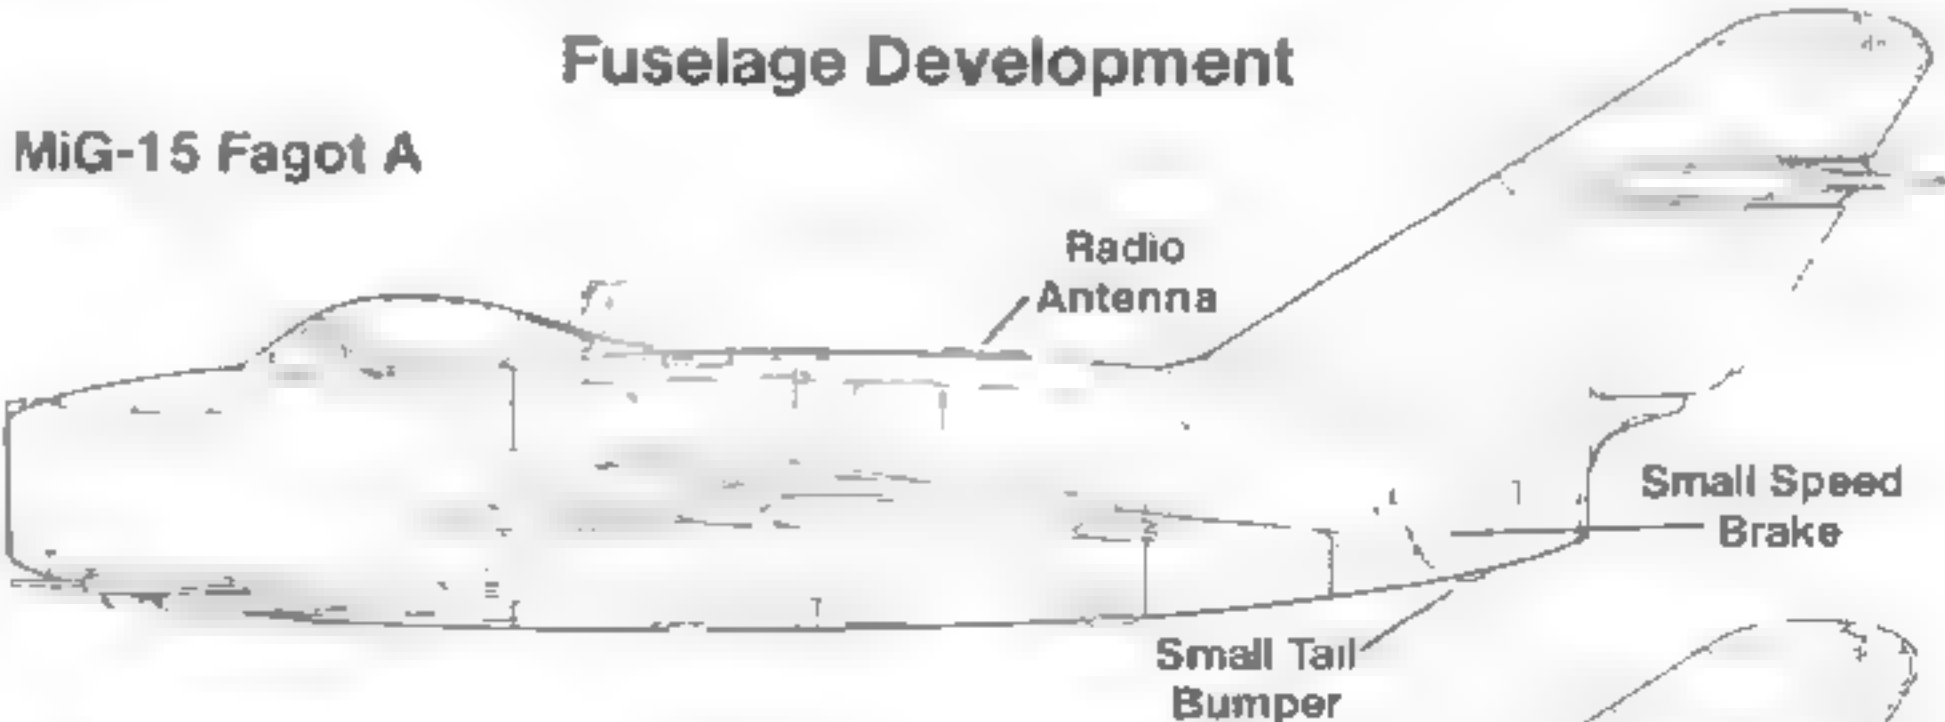 Fuselage Development
MiG-15 Fagot A
Radio
Antenna
Small Speed
Brake
Small Tail
Bumper